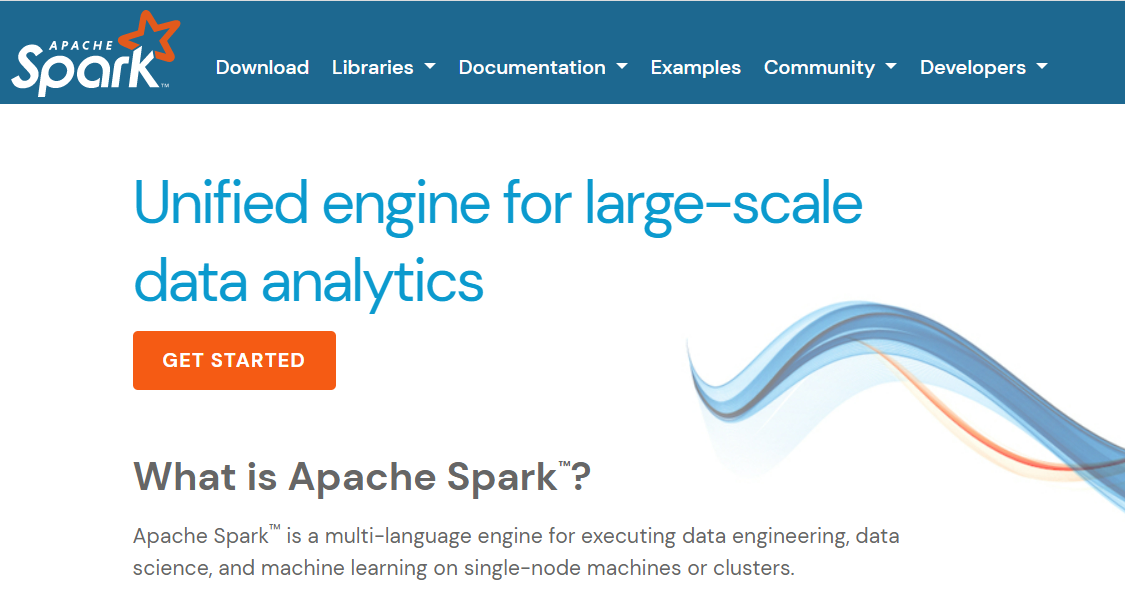 APACHE
Spark™
Download Libraries Documentation Examples Community Developers
Unified engine for large-scale
data analytics
GET STARTED
What is Apache Spark™?
Apache Spark™ is a multi-language engine for executing data engineering, data
science, and machine learning on single-node machines or clusters.